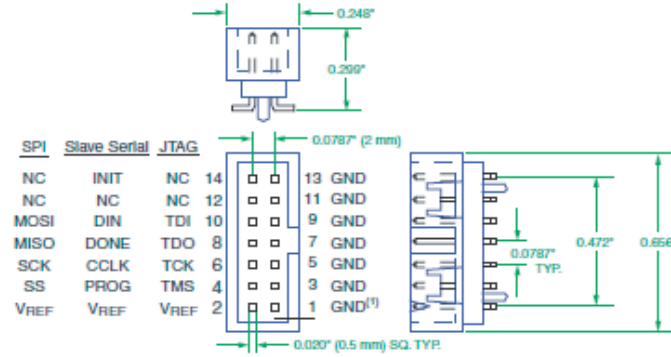 0.248"
0.299"
0.0787" (2 mm)
SPI Slave Serial JTAG
NC INIT NC 14 13 GND
NC NC NC 12 11 GND
MOSI DIN TDI 10 9 GND
MISO DONE TDO 8 7 GND
SCK CCLK TCK 6 5 GND
SS PROG TMS 4 3 GND
VREF VREF VREF 2 1 GND(1)
0.0787"
TYP.
0.472"
0.656
0.020" (0.5 mm) SQ. TYP.